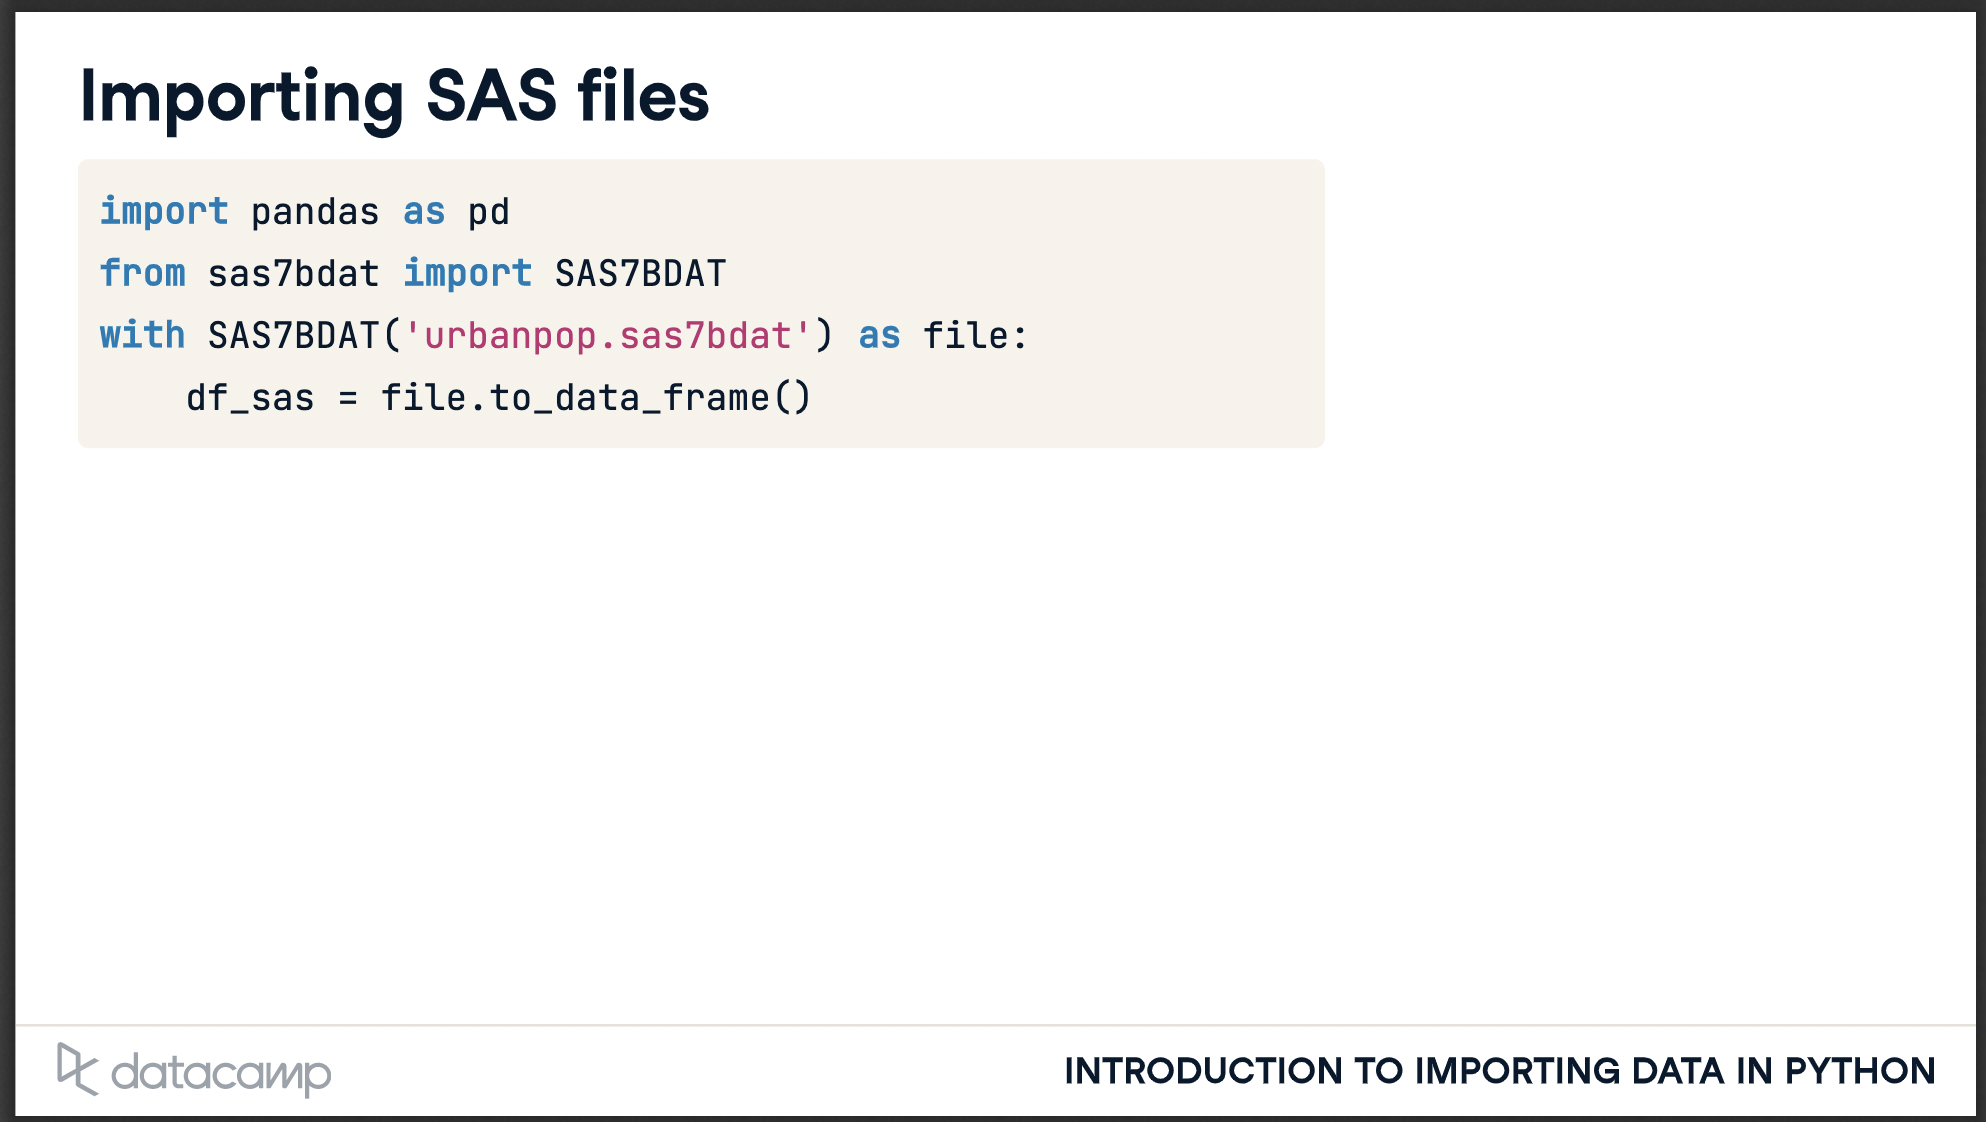 Importing SAS files
import pandas as pd
from sas7bdat import SAS7BDAT
with SAS7BDAT('urbanpop.sas7bdat') as file:
    df_sas = file.to_data_frame()
datacamp
INTRODUCTION TO IMPORTING DATA IN PYTHON